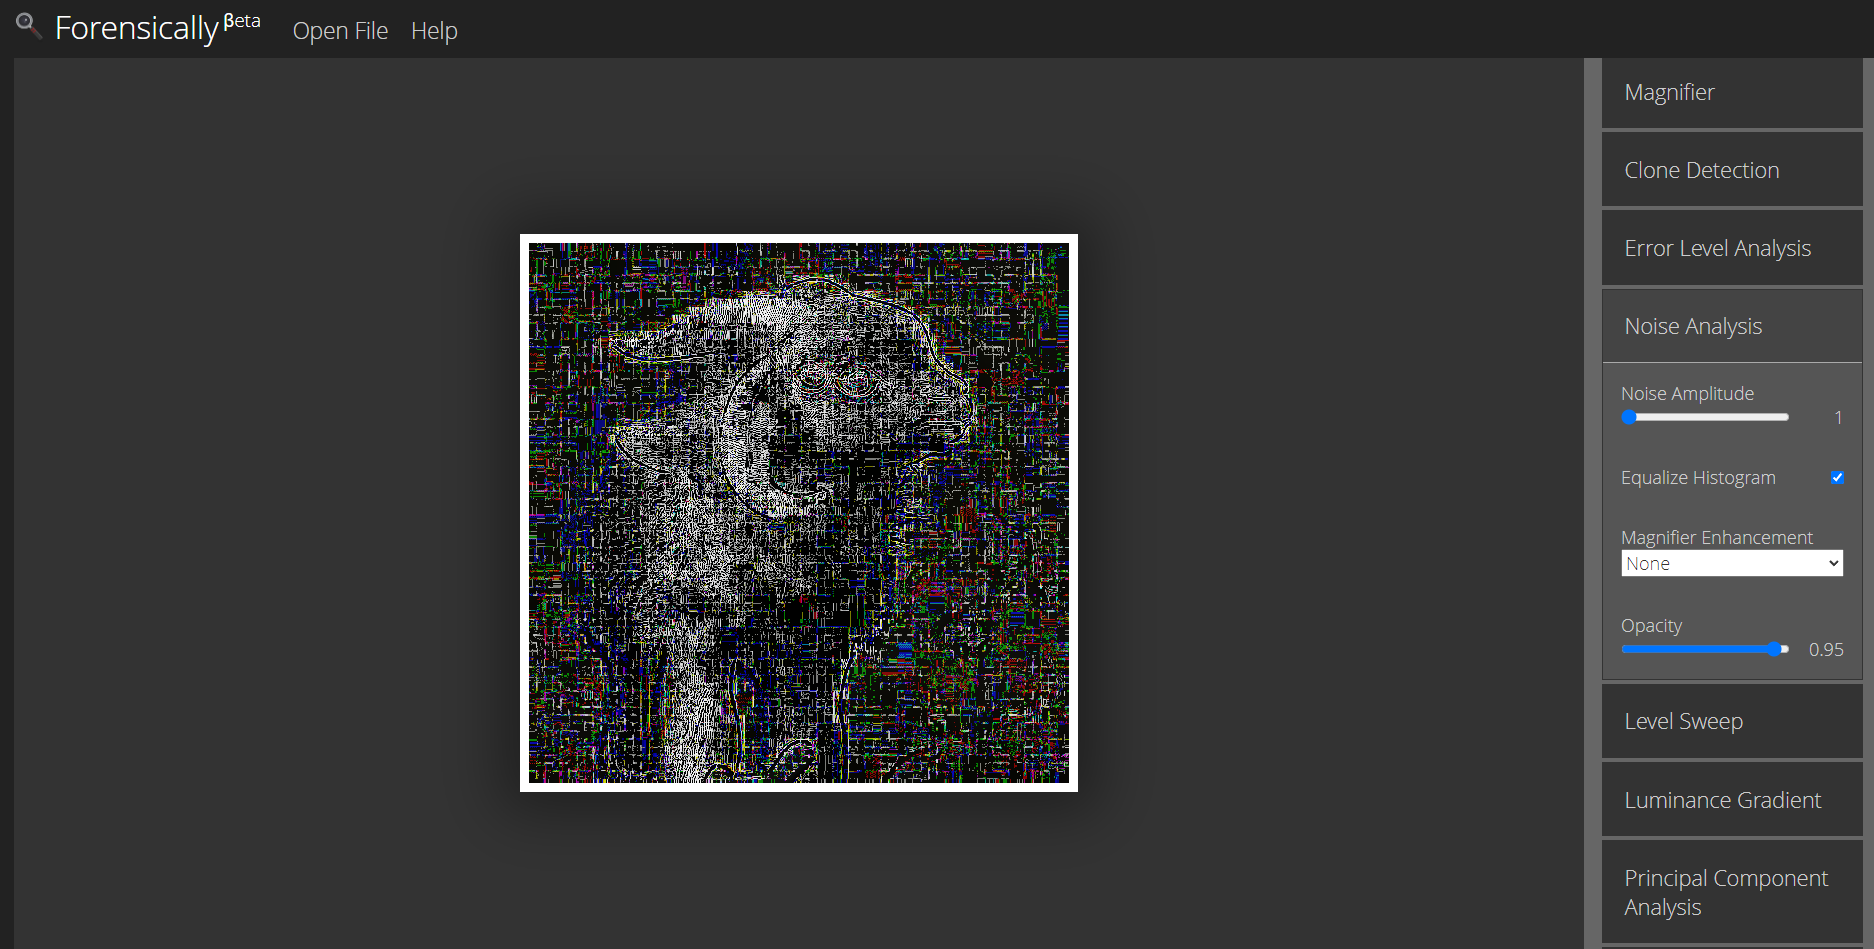 Forensically βeta
Open File
Help
Magnifier
Clone Detection
Error Level Analysis
Noise Analysis
Noise Amplitude
1
Equalize Histogram
Magnifier Enhancement
None
Opacity
0.95
Level Sweep
Luminance Gradient
Principal Component
Analysis